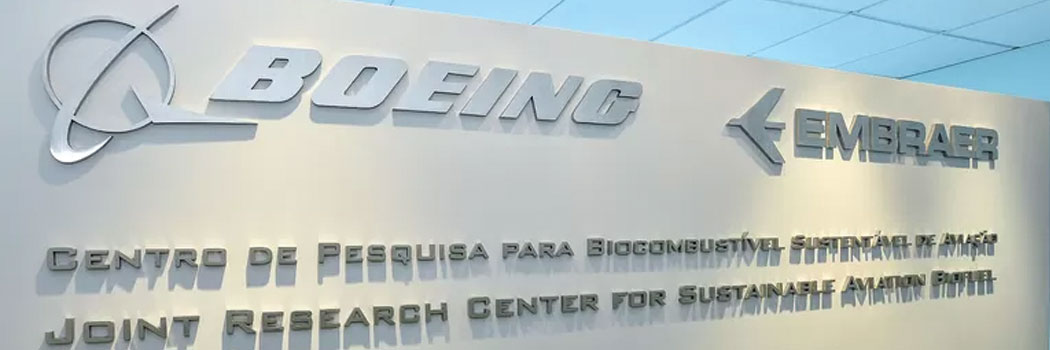 BOEING
EMBRAER
CENTRO DE PESQUISA PARA BIOCOMBUSTÍVEL SUSTENTÁVEL DE AVIAÇÃO
JOINT RESEARCH CENTER FOR SUSTAINABLE AVIATION BIOFUEL